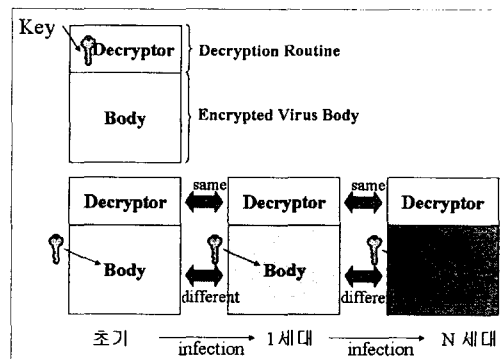 Key
Decryptor
Decryption Routine
Body
Encrypted Virus Body
same
same
Decryptor
Decryptor
Decryptor
Body
Body
different
different
초기
infection
1세대
infection
N 세대